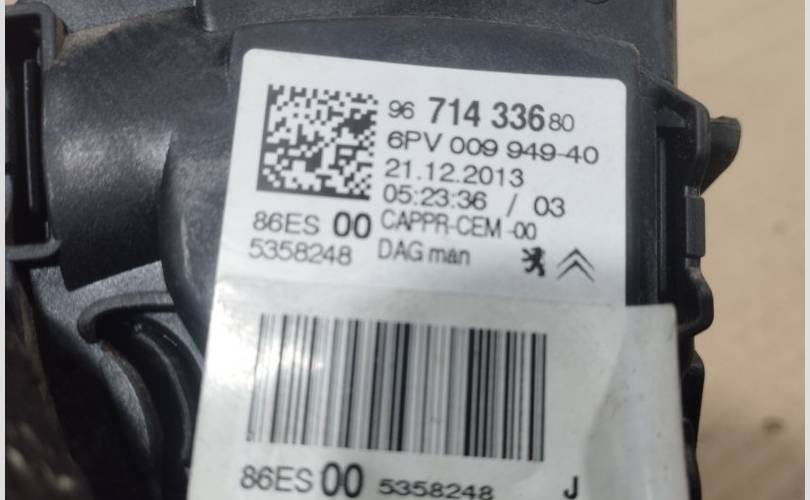 96 714 336 80
6PV 009 949-40
21.12.2013
05:23:36 / 03
86ES 00 CAPPR-CEM -00
5358248 DAG män
86ES 00 5358248 J